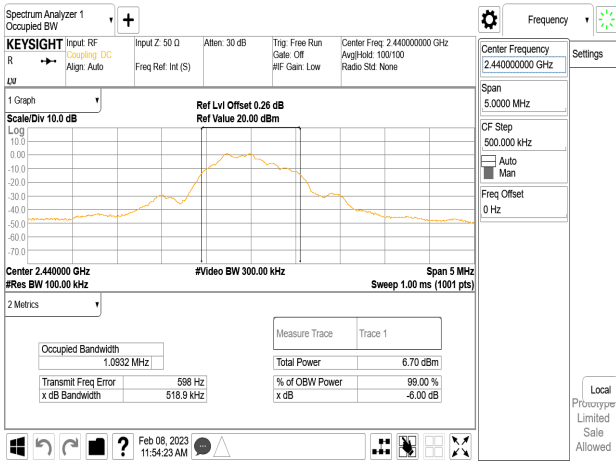 Spectrum Analyzer 1
Occupied BW
Frequency
KEYSIGHT
R
Input: RF
Coupling: DC
Align: Auto
Input Z: 50 Ω
Freq Ref: Int (S)
Atten: 30 dB
Trig: Free Run
Gate: Off
#IF Gain: Low
Center Freq: 2.440000000 GHz
Avg|Hold: 100/100
Radio Std: None
LXI
1 Graph
Scale/Div 10.0 dB
Ref Lvl Offset 0.26 dB
Ref Value 20.00 dBm
Log
10.0
0.00
-10.0
-20.0
-30.0
-40.0
-50.0
-60.0
-70.0
Center 2.440000 GHz
#Res BW 100.00 kHz
#Video BW 300.00 kHz
Span 5 MHz
Sweep 1.00 ms (1001 pts)
2 Metrics
Occupied Bandwidth
1.0932 MHz
Transmit Freq Error 598 Hz
x dB Bandwidth 518.9 kHz
Measure Trace Trace 1
Total Power 6.70 dBm
% of OBW Power 99.00 %
x dB -6.00 dB
Center Frequency
2.440000000 GHz
Settings
Span
5.0000 MHz
CF Step
500.000 kHz
Auto
Man
Freq Offset
0 Hz
Local
Prototype
Limited
Sale
Allowed
?
Feb 08, 2023
11:54:23 AM